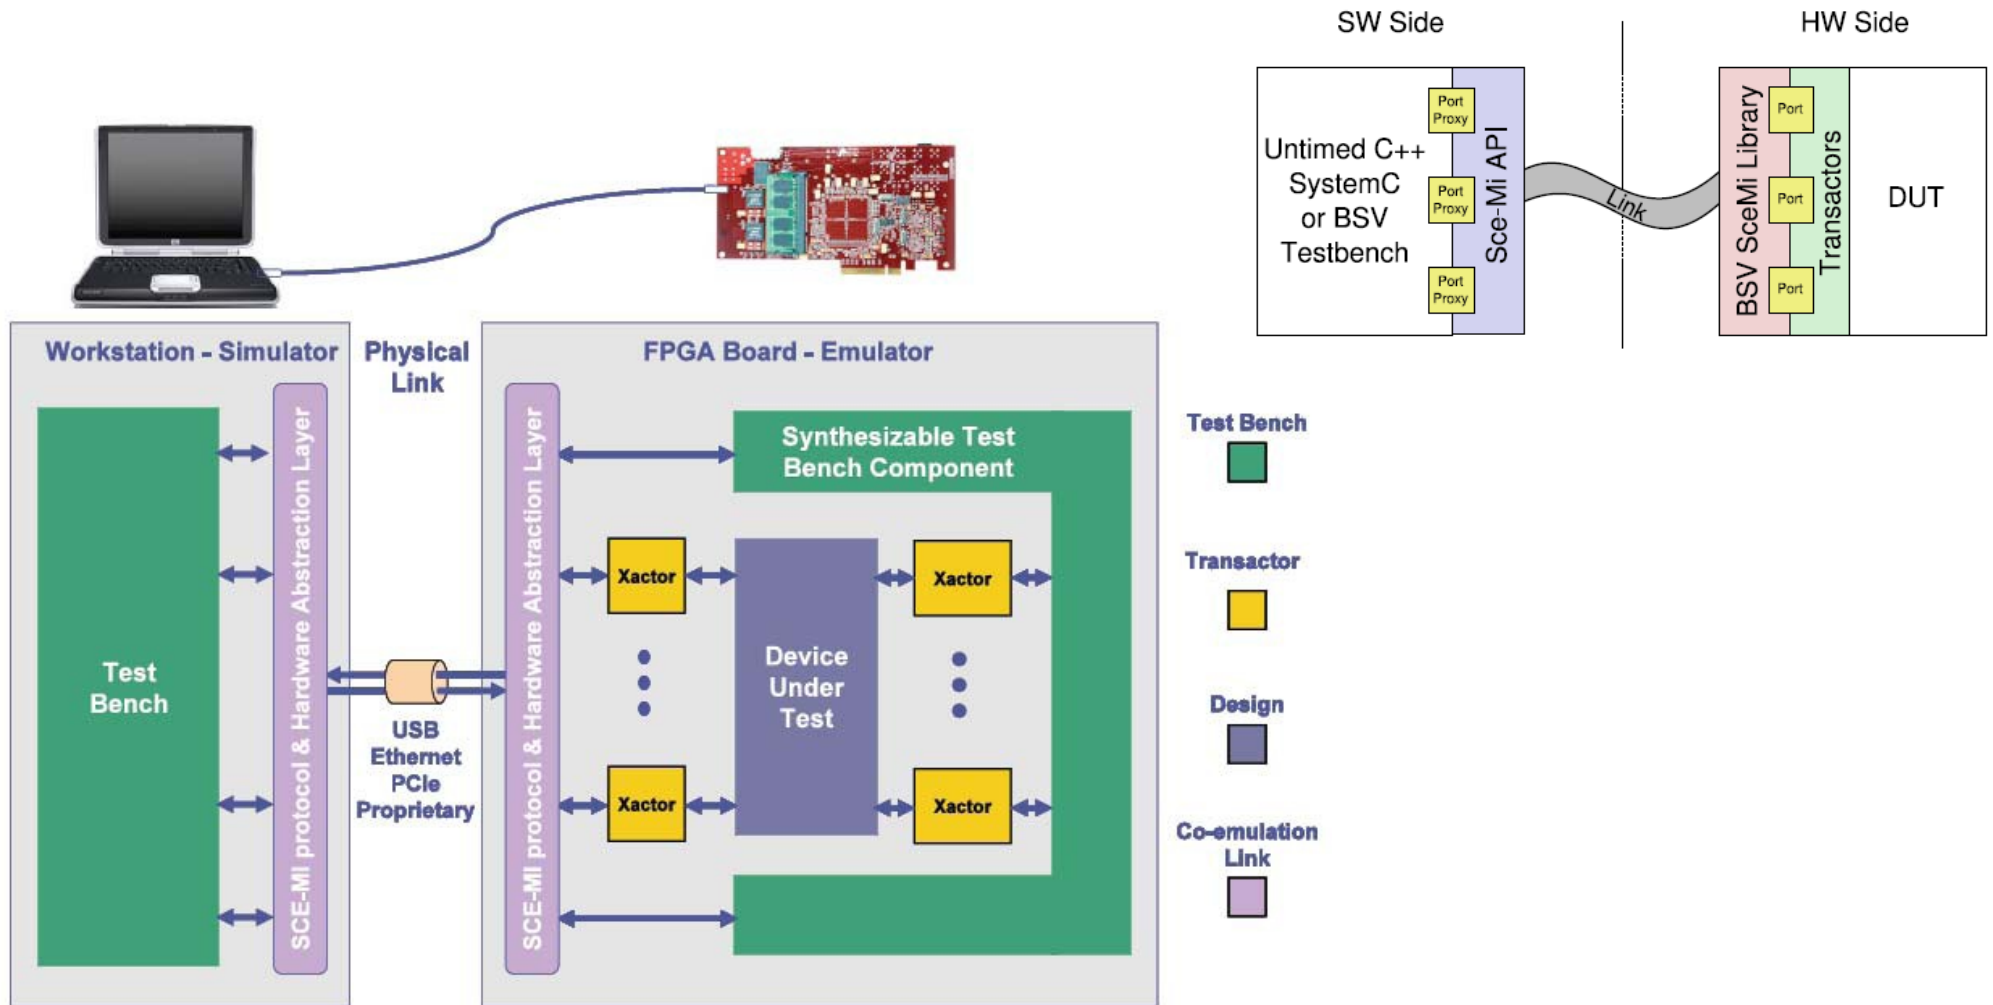 SW Side
HW Side
Untimed C++
SystemC
or BSV
Testbench
Port
Proxy
Port
Proxy
Port
Proxy
Sce-Mi API
Link
BSV SceMi Library
Port
Port
Port
Transactors
DUT
Workstation - Simulator
Physical
Link
FPGA Board - Emulator
Test
Bench
SCE-MI protocol & Hardware Abstraction Layer
USB
Ethernet
PCIe
Proprietary
SCE-MI protocol & Hardware Abstraction Layer
Synthesizable Test
Bench Component
Xactor
Xactor
Device
Under
Test
Xactor
Xactor
Test Bench
Transactor
Design
Co-emulation
Link